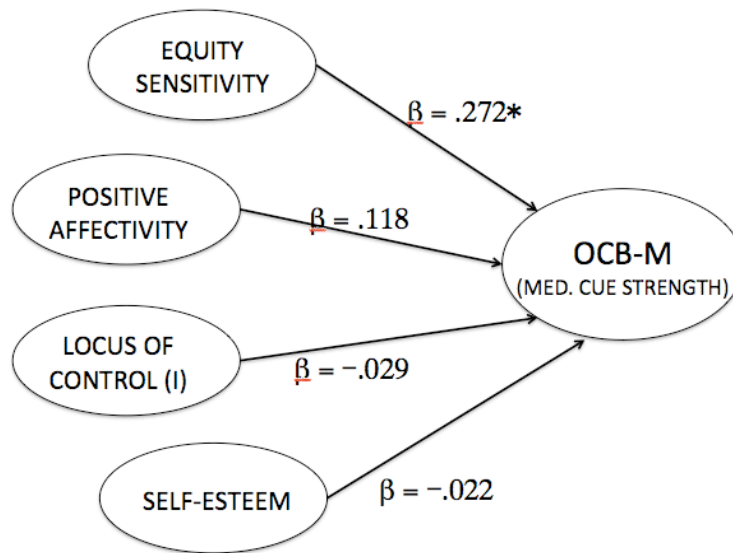 EQUITY
SENSITIVITY
β = .272*
POSITIVE
AFFECTIVITY
β = .118
OCB-M
(MED. CUE STRENGTH)
LOCUS OF
CONTROL (I)
β = −.029
SELF-ESTEEM
β = −.022